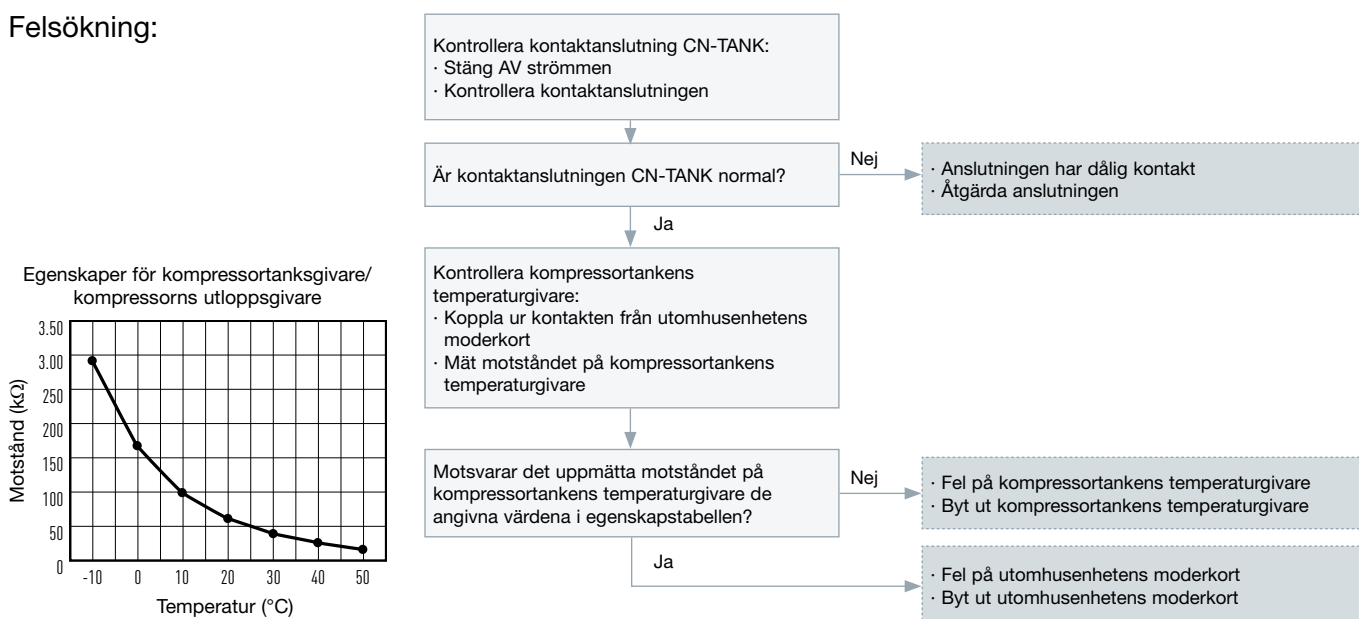 Felsökning:
Kontrollera kontaktanslutning CN-TANK:
· Stäng AV strömmen
· Kontrollera kontaktanslutningen
Är kontaktanslutningen CN-TANK normal?
Nej
· Anslutningen har dålig kontakt
· Åtgärda anslutningen
Ja
Kontrollera kompressortankens
temperaturgivare:
· Koppla ur kontakten från utomhusenhetens
moderkort
· Mät motståndet på kompressortankens
temperaturgivare
Motsvarar det uppmätta motståndet på
kompressortankens temperaturgivare de
angivna värdena i egenskapstabellen?
Nej
· Fel på kompressortankens temperaturgivare
· Byt ut kompressortankens temperaturgivare
Ja
· Fel på utomhusenhetens moderkort
· Byt ut utomhusenhetens moderkort
Egenskaper för kompressortanksgivare/
kompressorns utloppsgivare
Motstånd (kΩ)
3.50
3.00
250
200
150
100
50
0
-10 0 10 20 30 40 50
Temperatur (°C)